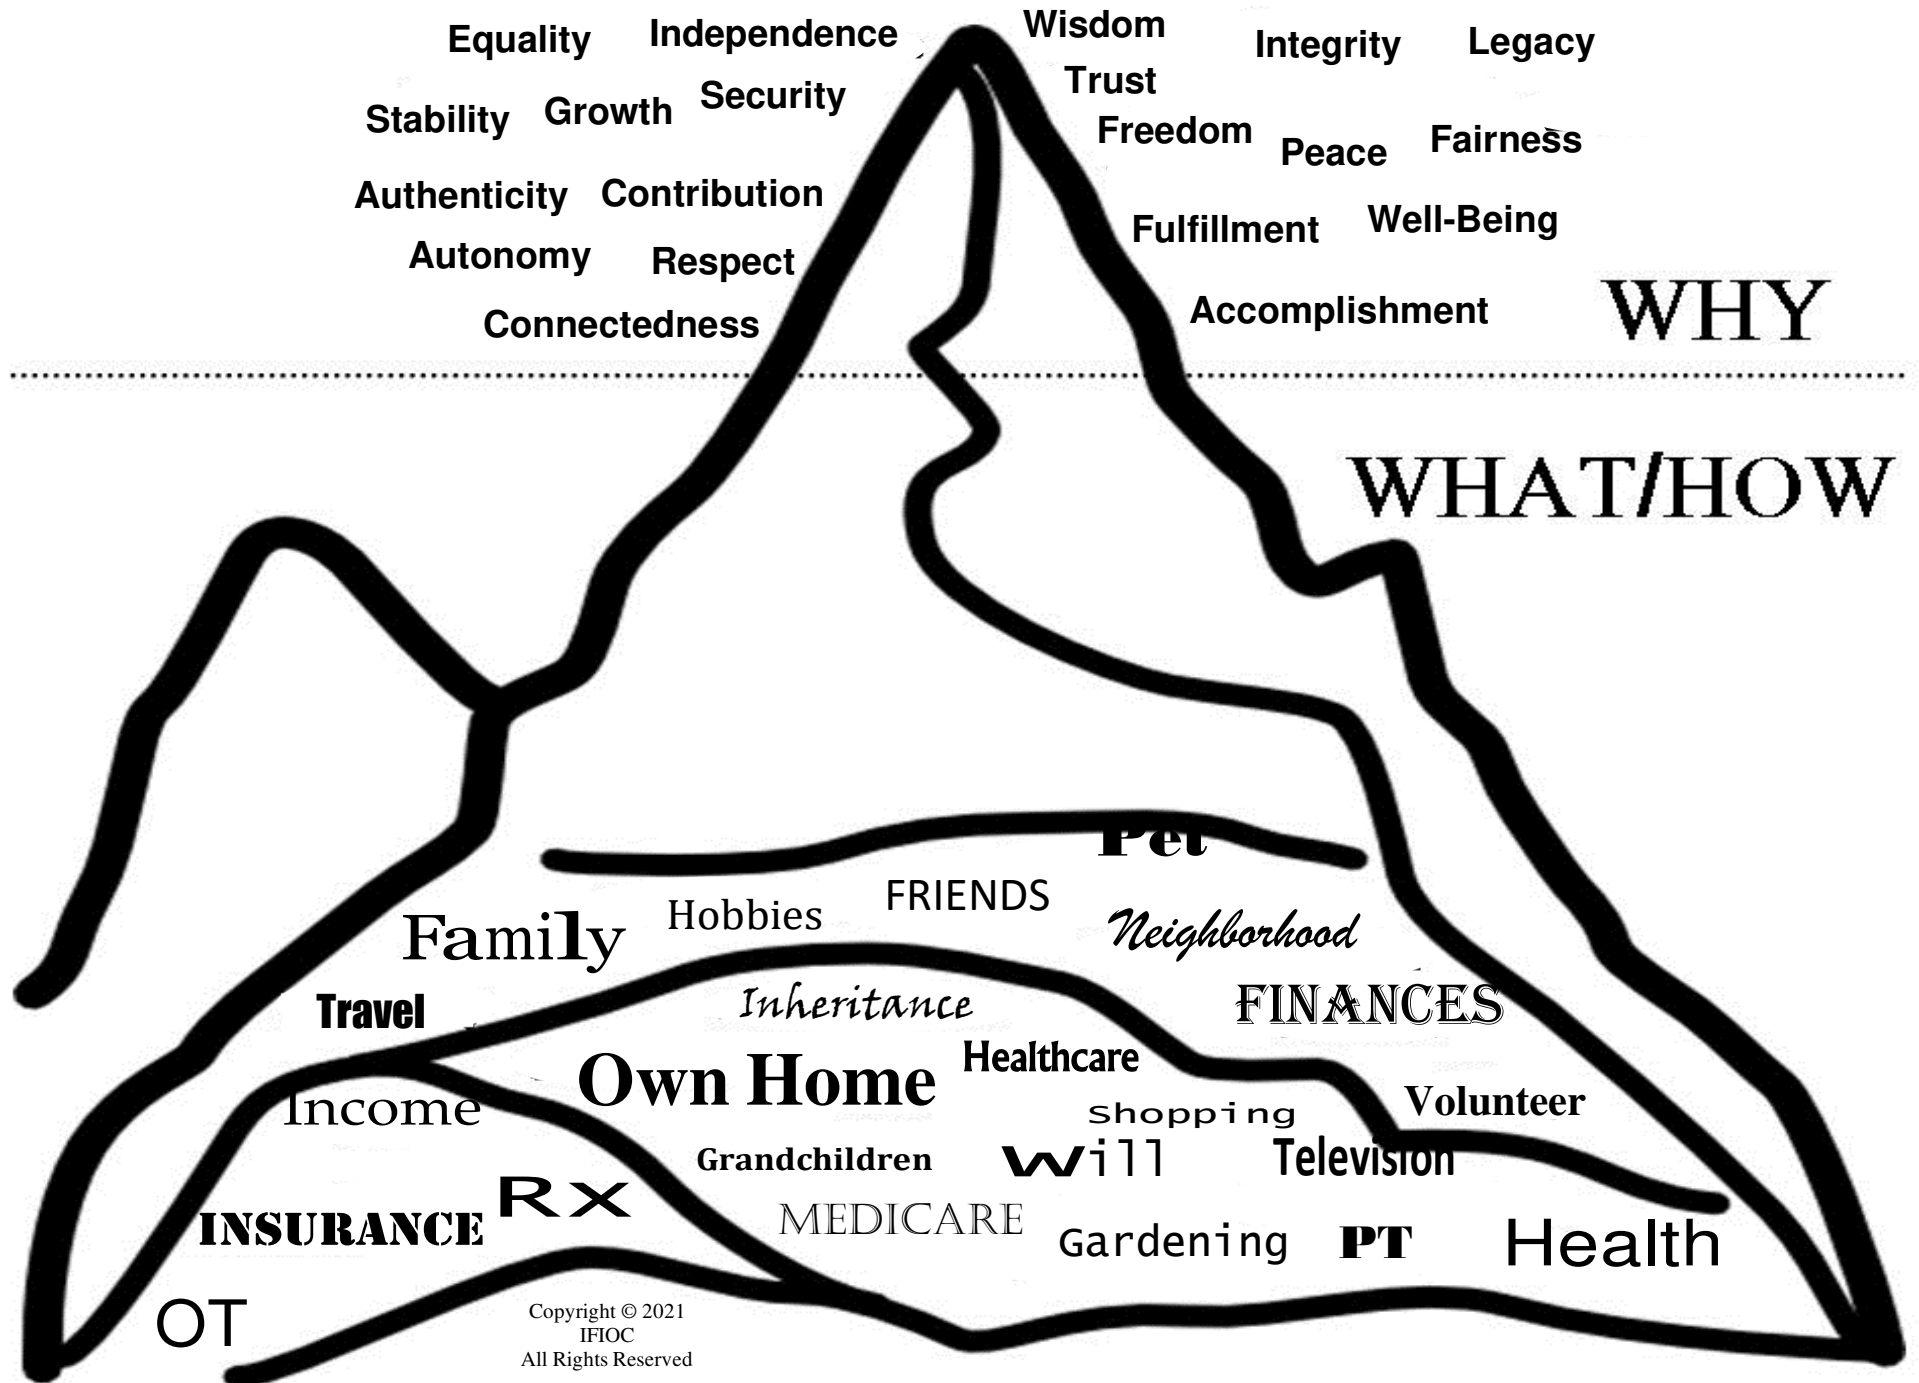 Equality Independence Wisdom Integrity Legacy
Trust
Stability Growth Security
Freedom Peace Fairness
Authenticity Contribution
Fulfillment Well-Being
Autonomy Respect
Connectedness Accomplishment WHY
WHAT/HOW
Pet
Family Hobbies FRIENDS Neighborhood
Travel Inheritance FINANCES
Own Home Healthcare
Income Shopping Volunteer
Grandchildren Will Television
INSURANCE Rx MEDICARE Gardening PT Health
OT
Copyright © 2021
IFIOC
All Rights Reserved